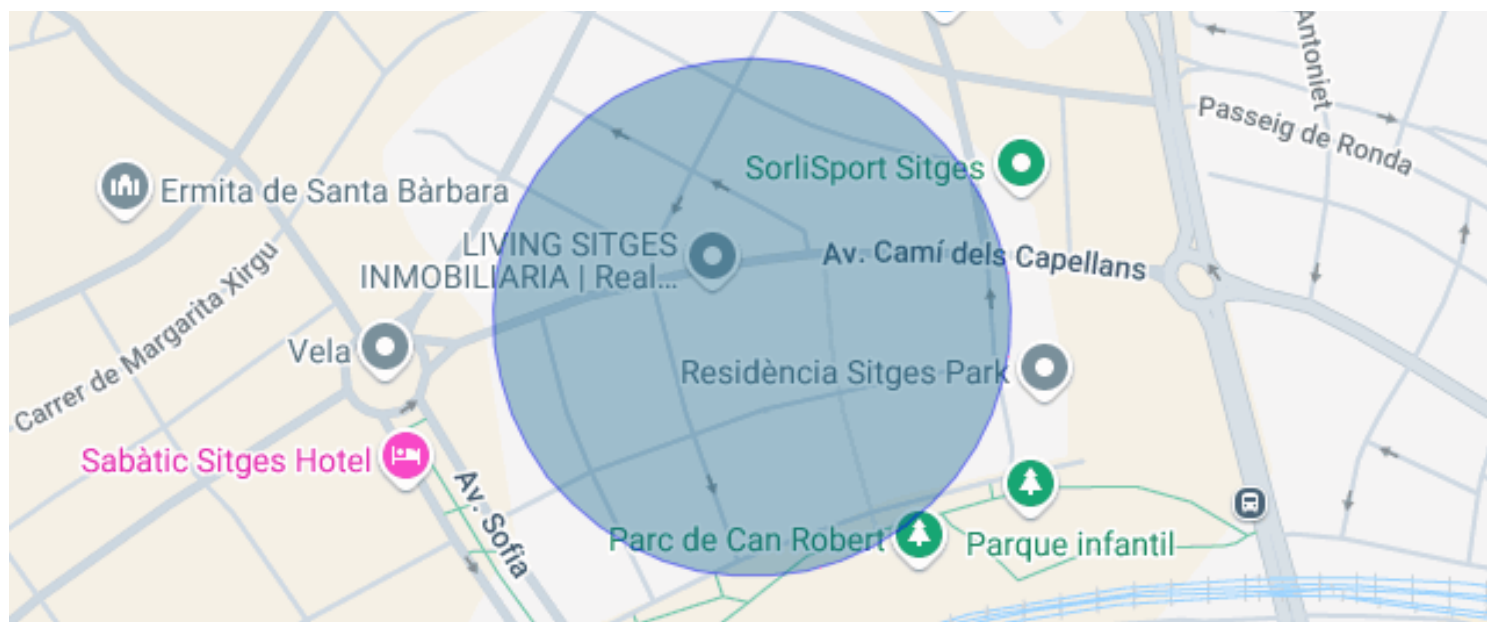 Antoniet
Passeig de Ronda
SorliSport Sitges
Ermita de Santa Bàrbara
LIVING SITGES
INMOBILIARIA | Real...
Av. Camí dels Capellans
Carrer de Margarita Xirgu
Vela
Residència Sitges Park
Sabàtic Sitges Hotel
Av. Sofia
Parc de Can Robert
Parque infantil